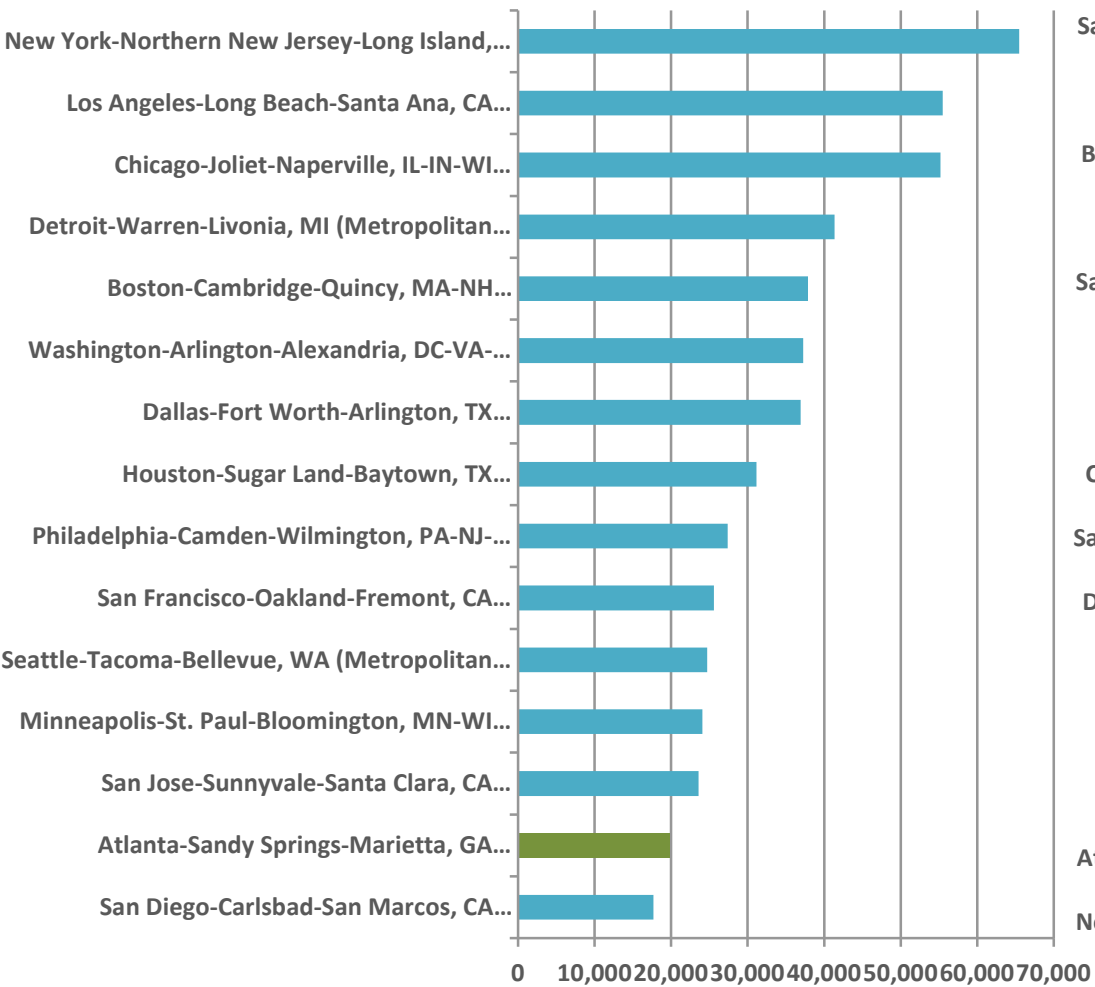 New York-Northern New Jersey-Long Island,...
Los Angeles-Long Beach-Santa Ana, CA...
Chicago-Joliet-Naperville, IL-IN-WI...
Detroit-Warren-Livonia, MI (Metropolitan...
Boston-Cambridge-Quincy, MA-NH...
Washington-Arlington-Alexandria, DC-VA-...
Dallas-Fort Worth-Arlington, TX...
Houston-Sugar Land-Baytown, TX...
Philadelphia-Camden-Wilmington, PA-NJ-...
San Francisco-Oakland-Fremont, CA...
Seattle-Tacoma-Bellevue, WA (Metropolitan...
Minneapolis-St. Paul-Bloomington, MN-WI...
San Jose-Sunnyvale-Santa Clara, CA...
Atlanta-Sandy Springs-Marietta, GA...
San Diego-Carlsbad-San Marcos, CA...
0 10,000 20,000 30,000 40,000 50,000 60,000 70,000